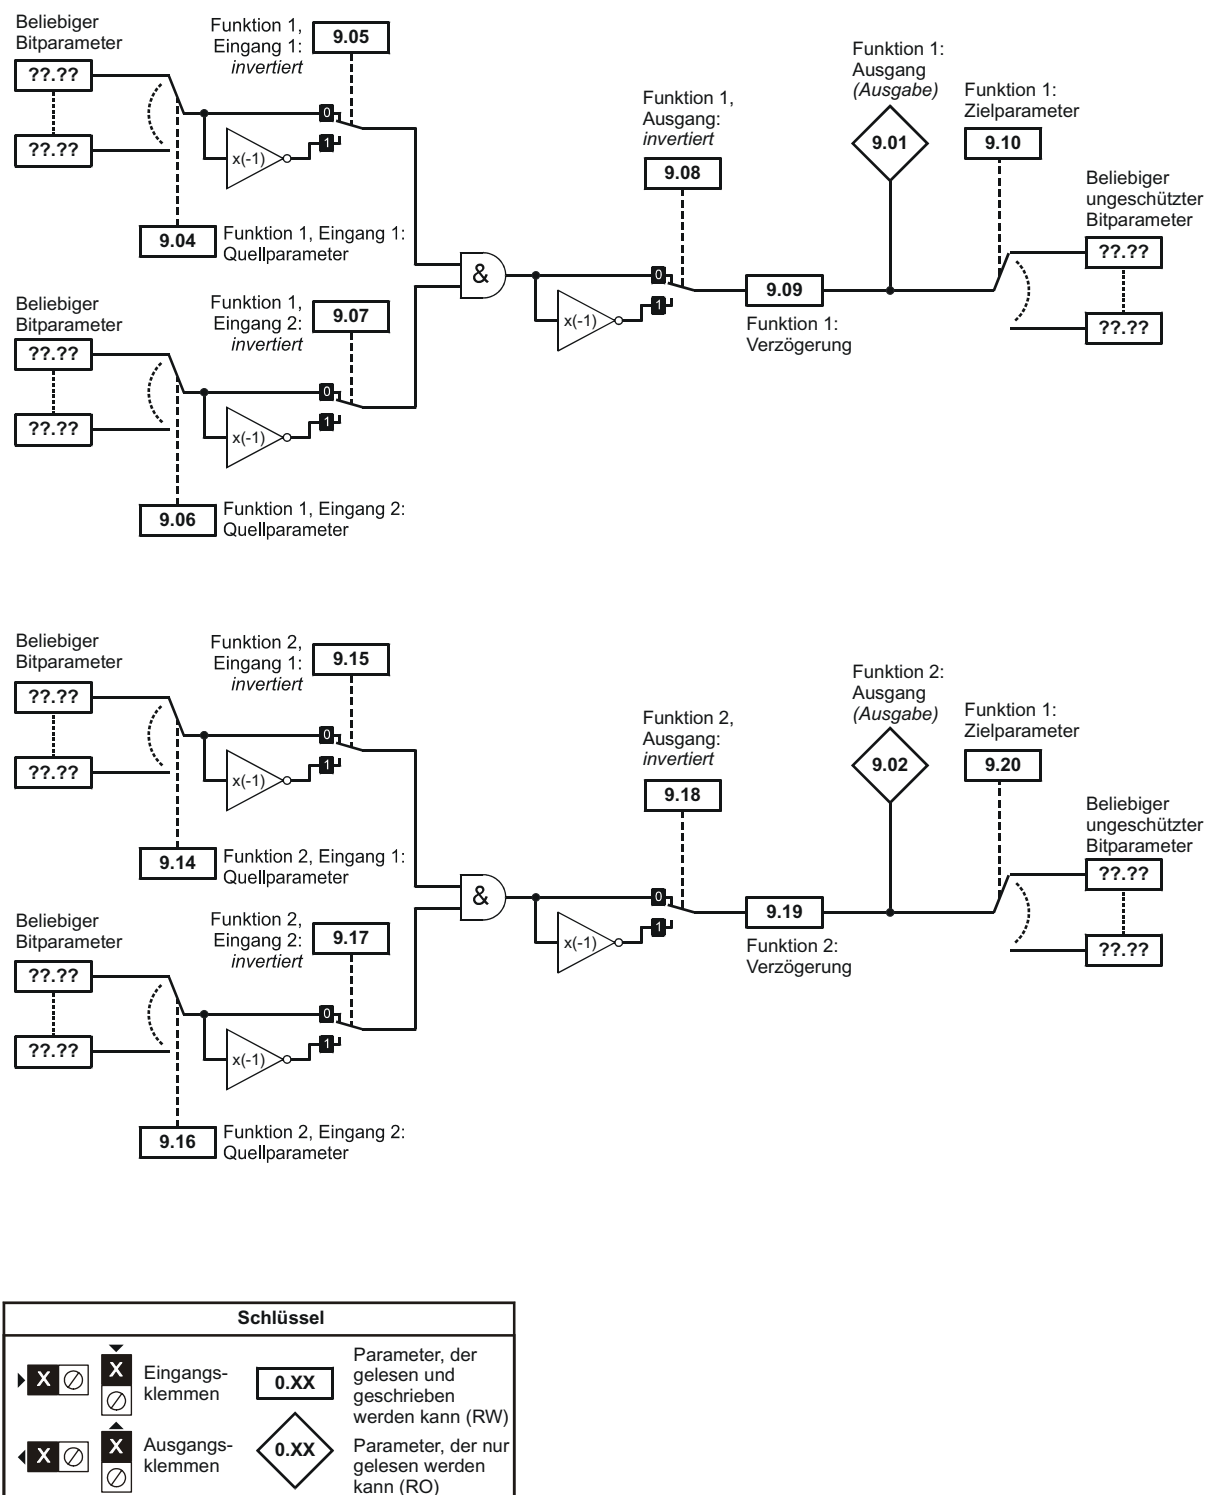 Beliebiger
Bitparameter
??.??
??.??
Funktion 1,
Eingang 1:
invertiert
9.05
0
1
x(-1)
9.04
Funktion 1, Eingang 1:
Quellparameter
Beliebiger
Bitparameter
??.??
??.??
Funktion 1,
Eingang 2:
invertiert
9.07
0
1
x(-1)
9.06
Funktion 1, Eingang 2:
Quellparameter
&
Funktion 1,
Ausgang:
invertiert
9.08
0
1
x(-1)
9.09
Funktion 1:
Verzögerung
Funktion 1:
Ausgang
(Ausgabe)
9.01
Funktion 1:
Zielparameter
9.10
Beliebiger
ungeschützter
Bitparameter
??.??
??.??
Beliebiger
Bitparameter
??.??
??.??
Funktion 2,
Eingang 1:
invertiert
9.15
0
1
x(-1)
9.14
Funktion 2, Eingang 1:
Quellparameter
Beliebiger
Bitparameter
??.??
??.??
Funktion 2,
Eingang 2:
invertiert
9.17
0
1
x(-1)
9.16
Funktion 2, Eingang 2:
Quellparameter
&
Funktion 2,
Ausgang:
invertiert
9.18
0
1
x(-1)
9.19
Funktion 2:
Verzögerung
Funktion 2:
Ausgang
(Ausgabe)
9.02
Funktion 1:
Zielparameter
9.20
Beliebiger
ungeschützter
Bitparameter
??.??
??.??
Schlüssel
X
X
Eingangs-
klemmen
0.XX
Parameter, der
gelesen und
geschrieben
werden kann (RW)
X
X
Ausgangs-
klemmen
0.XX
Parameter, der nur
gelesen werden
kann (RO)